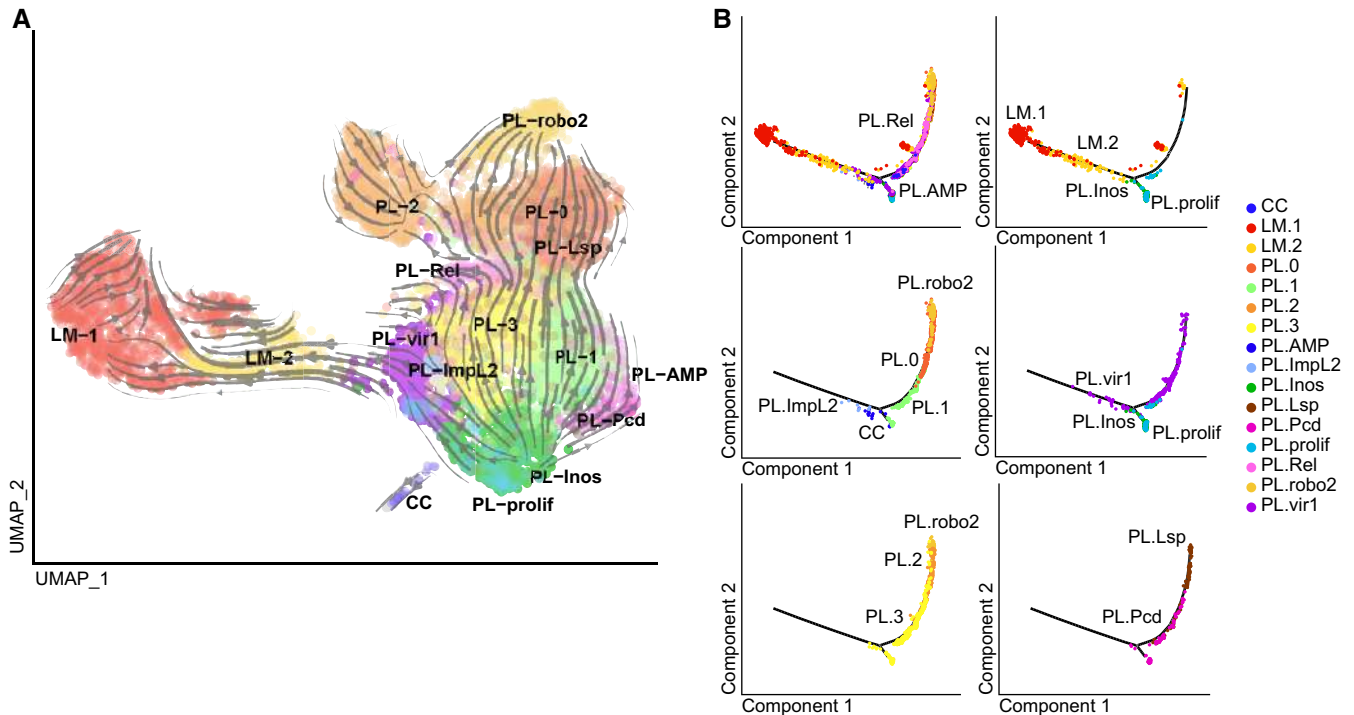 A
UMAP_2
UMAP_1
PL−robo2
PL−2
PL−0
PL−Lsp
PL−Rel
PL−3
LM−1
PL−vir1
LM−2
PL−1
PL−ImpL2
PL−AMP
PL−Pcd
PL−Inos
CC
PL−prolif
B
Component 2
PL.Rel
PL.AMP
Component 1
Component 2
LM.1
LM.2
PL.Inos
PL.prolif
Component 2
PL.robo2
PL.0
PL.ImpL2
PL.1
CC
Component 1
Component 2
PL.vir1
PL.Inos
PL.prolif
Component 1
Component 1
Component 2
PL.robo2
PL.2
PL.3
Component 1
Component 2
PL.Lsp
PL.Pcd
Component 1
CC
LM.1
LM.2
PL.0
PL.1
PL.2
PL.3
PL.AMP
PL.ImpL2
PL.Inos
PL.Lsp
PL.Pcd
PL.prolif
PL.Rel
PL.robo2
PL.vir1